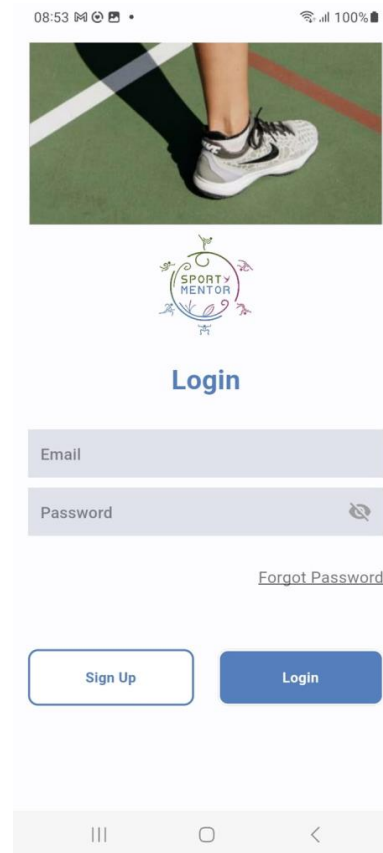 08:53
100%
SPORTY
MENTOR
Login
Email
Password
Forgot Password
Sign Up
Login